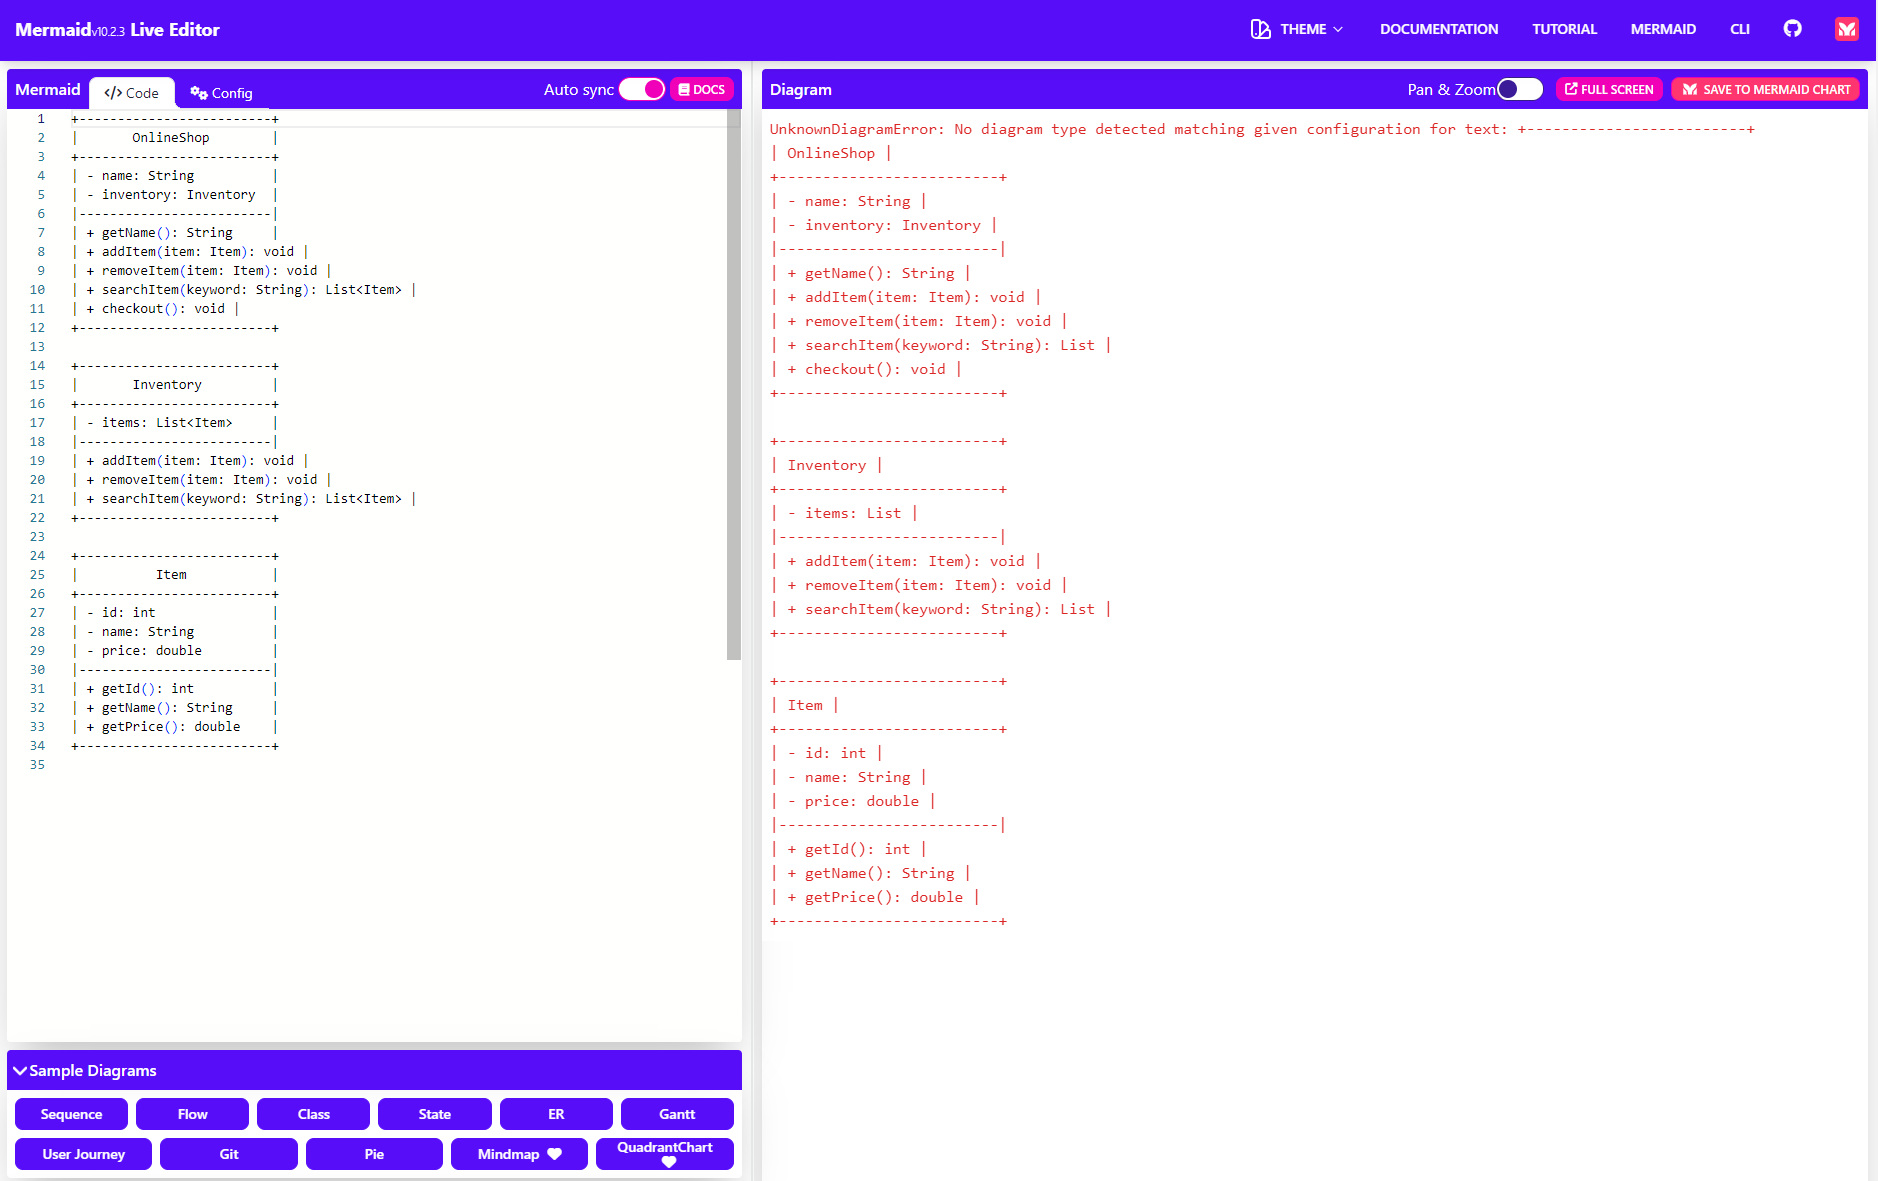 Mermaidv10.2.3 Live Editor
THEME
DOCUMENTATION
TUTORIAL
MERMAID
CLI
Mermaid
</> Code
Config
Auto sync
DOCS
1 +-------------------------+
2 |       OnlineShop        |
3 +-------------------------+
4 | - name: String          |
5 | - inventory: Inventory  |
6 |-------------------------|
7 | + getName(): String     |
8 | + addItem(item: Item): void |
9 | + removeItem(item: Item): void |
10 | + searchItem(keyword: String): List<Item> |
11 | + checkout(): void |
12 +-------------------------+
13
14 +-------------------------+
15 |       Inventory         |
16 +-------------------------+
17 | - items: List<Item>     |
18 |-------------------------|
19 | + addItem(item: Item): void |
20 | + removeItem(item: Item): void |
21 | + searchItem(keyword: String): List<Item> |
22 +-------------------------+
23
24 +-------------------------+
25 |          Item           |
26 +-------------------------+
27 | - id: int               |
28 | - name: String          |
29 | - price: double         |
30 |-------------------------|
31 | + getId(): int          |
32 | + getName(): String     |
33 | + getPrice(): double    |
34 +-------------------------+
35
Sample Diagrams
Sequence
Flow
Class
State
ER
Gantt
User Journey
Git
Pie
Mindmap
QuadrantChart
Diagram
Pan & Zoom
FULL SCREEN
SAVE TO MERMAID CHART
UnknownDiagramError: No diagram type detected matching given configuration for text: +-------------------------+
| OnlineShop |
+-------------------------+
| - name: String |
| - inventory: Inventory |
|-------------------------|
| + getName(): String |
| + addItem(item: Item): void |
| + removeItem(item: Item): void |
| + searchItem(keyword: String): List |
| + checkout(): void |
+-------------------------+
+-------------------------+
| Inventory |
+-------------------------+
| - items: List |
|-------------------------|
| + addItem(item: Item): void |
| + removeItem(item: Item): void |
| + searchItem(keyword: String): List |
+-------------------------+
+-------------------------+
| Item |
+-------------------------+
| - id: int |
| - name: String |
| - price: double |
|-------------------------|
| + getId(): int |
| + getName(): String |
| + getPrice(): double |
+-------------------------+